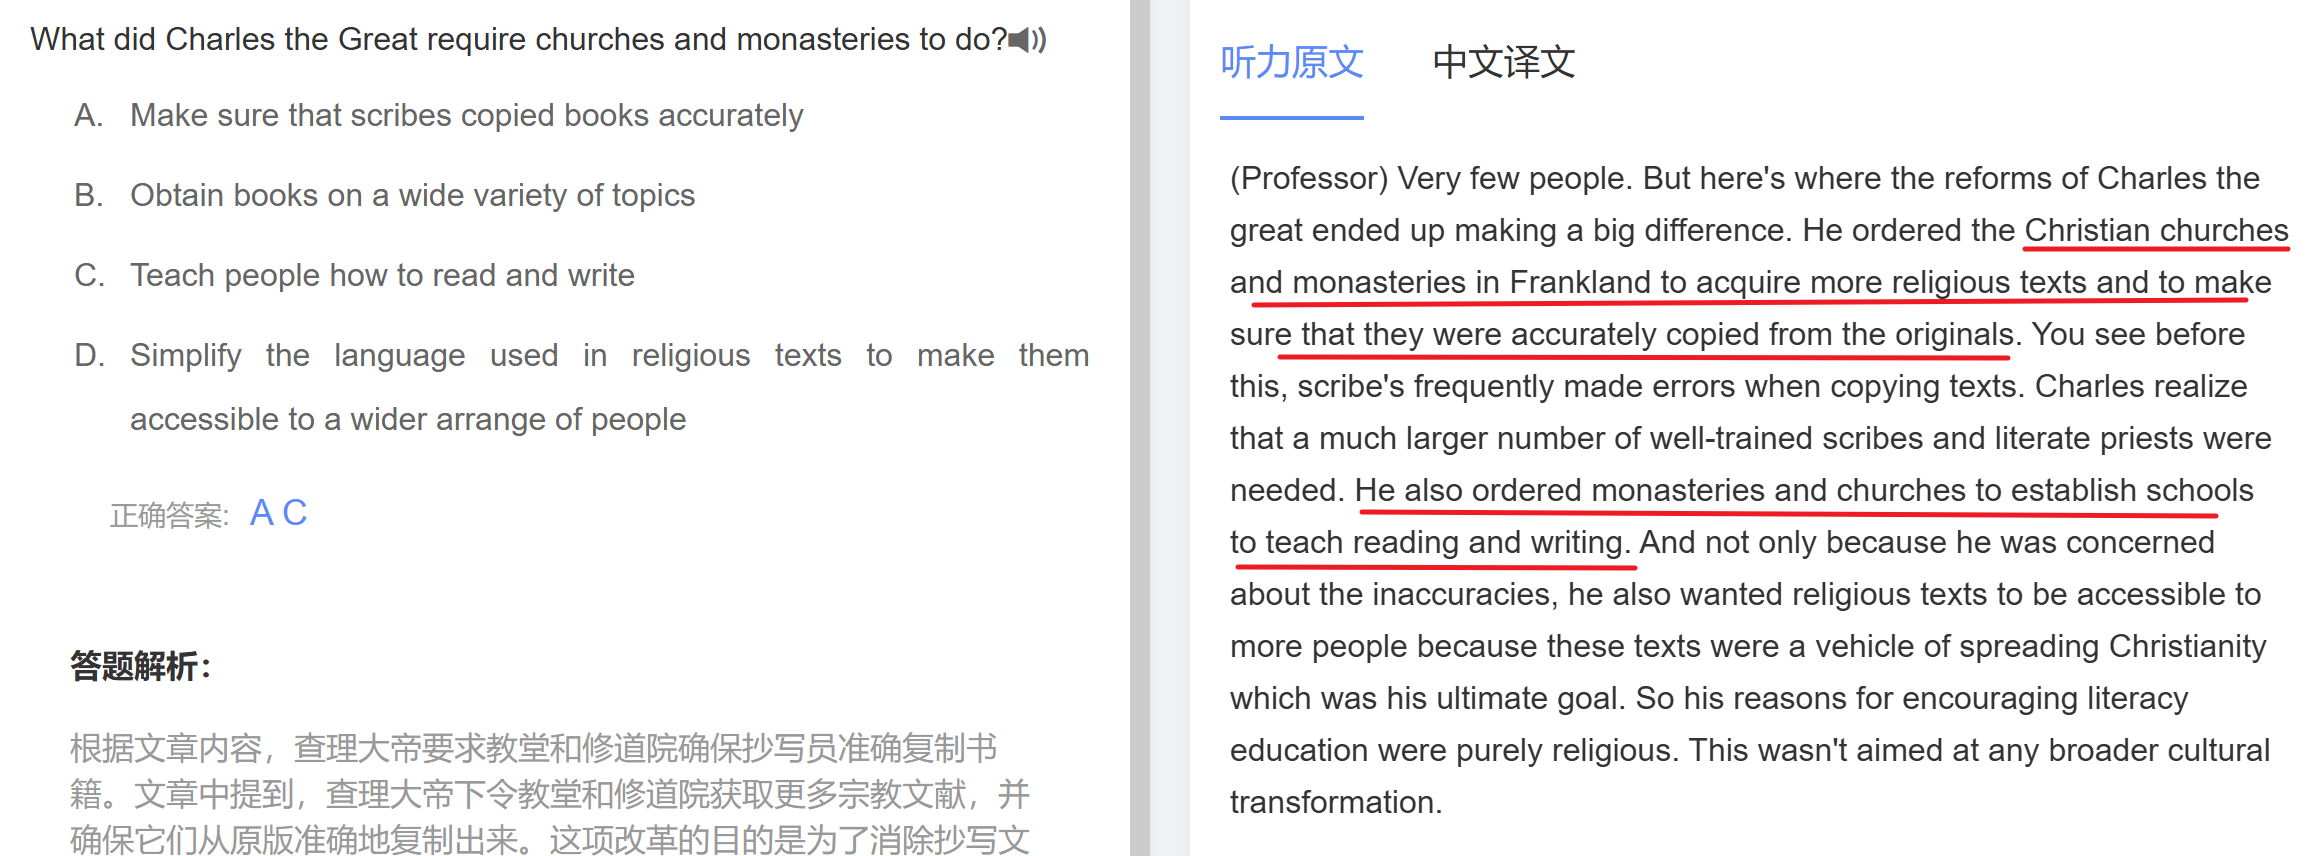 What did Charles the Great require churches and monasteries to do?
A. Make sure that scribes copied books accurately
B. Obtain books on a wide variety of topics
C. Teach people how to read and write
D. Simplify the language used in religious texts to make them
accessible to a wider arrange of people
正确答案: A C
答题解析：
根据文章内容，查理大帝要求教堂和修道院确保抄写员准确复制书
籍。文章中提到，查理大帝下令教堂和修道院获取更多宗教文献，并
确保它们从原版准确地复制出来。这项改革的目的是为了消除抄写文
听力原文 中文译文
(Professor) Very few people. But here's where the reforms of Charles the
great ended up making a big difference. He ordered the Christian churches
and monasteries in Frankland to acquire more religious texts and to make
sure that they were accurately copied from the originals. You see before
this, scribe's frequently made errors when copying texts. Charles realize
that a much larger number of well-trained scribes and literate priests were
needed. He also ordered monasteries and churches to establish schools
to teach reading and writing. And not only because he was concerned
about the inaccuracies, he also wanted religious texts to be accessible to
more people because these texts were a vehicle of spreading Christianity
which was his ultimate goal. So his reasons for encouraging literacy
education were purely religious. This wasn't aimed at any broader cultural
transformation.